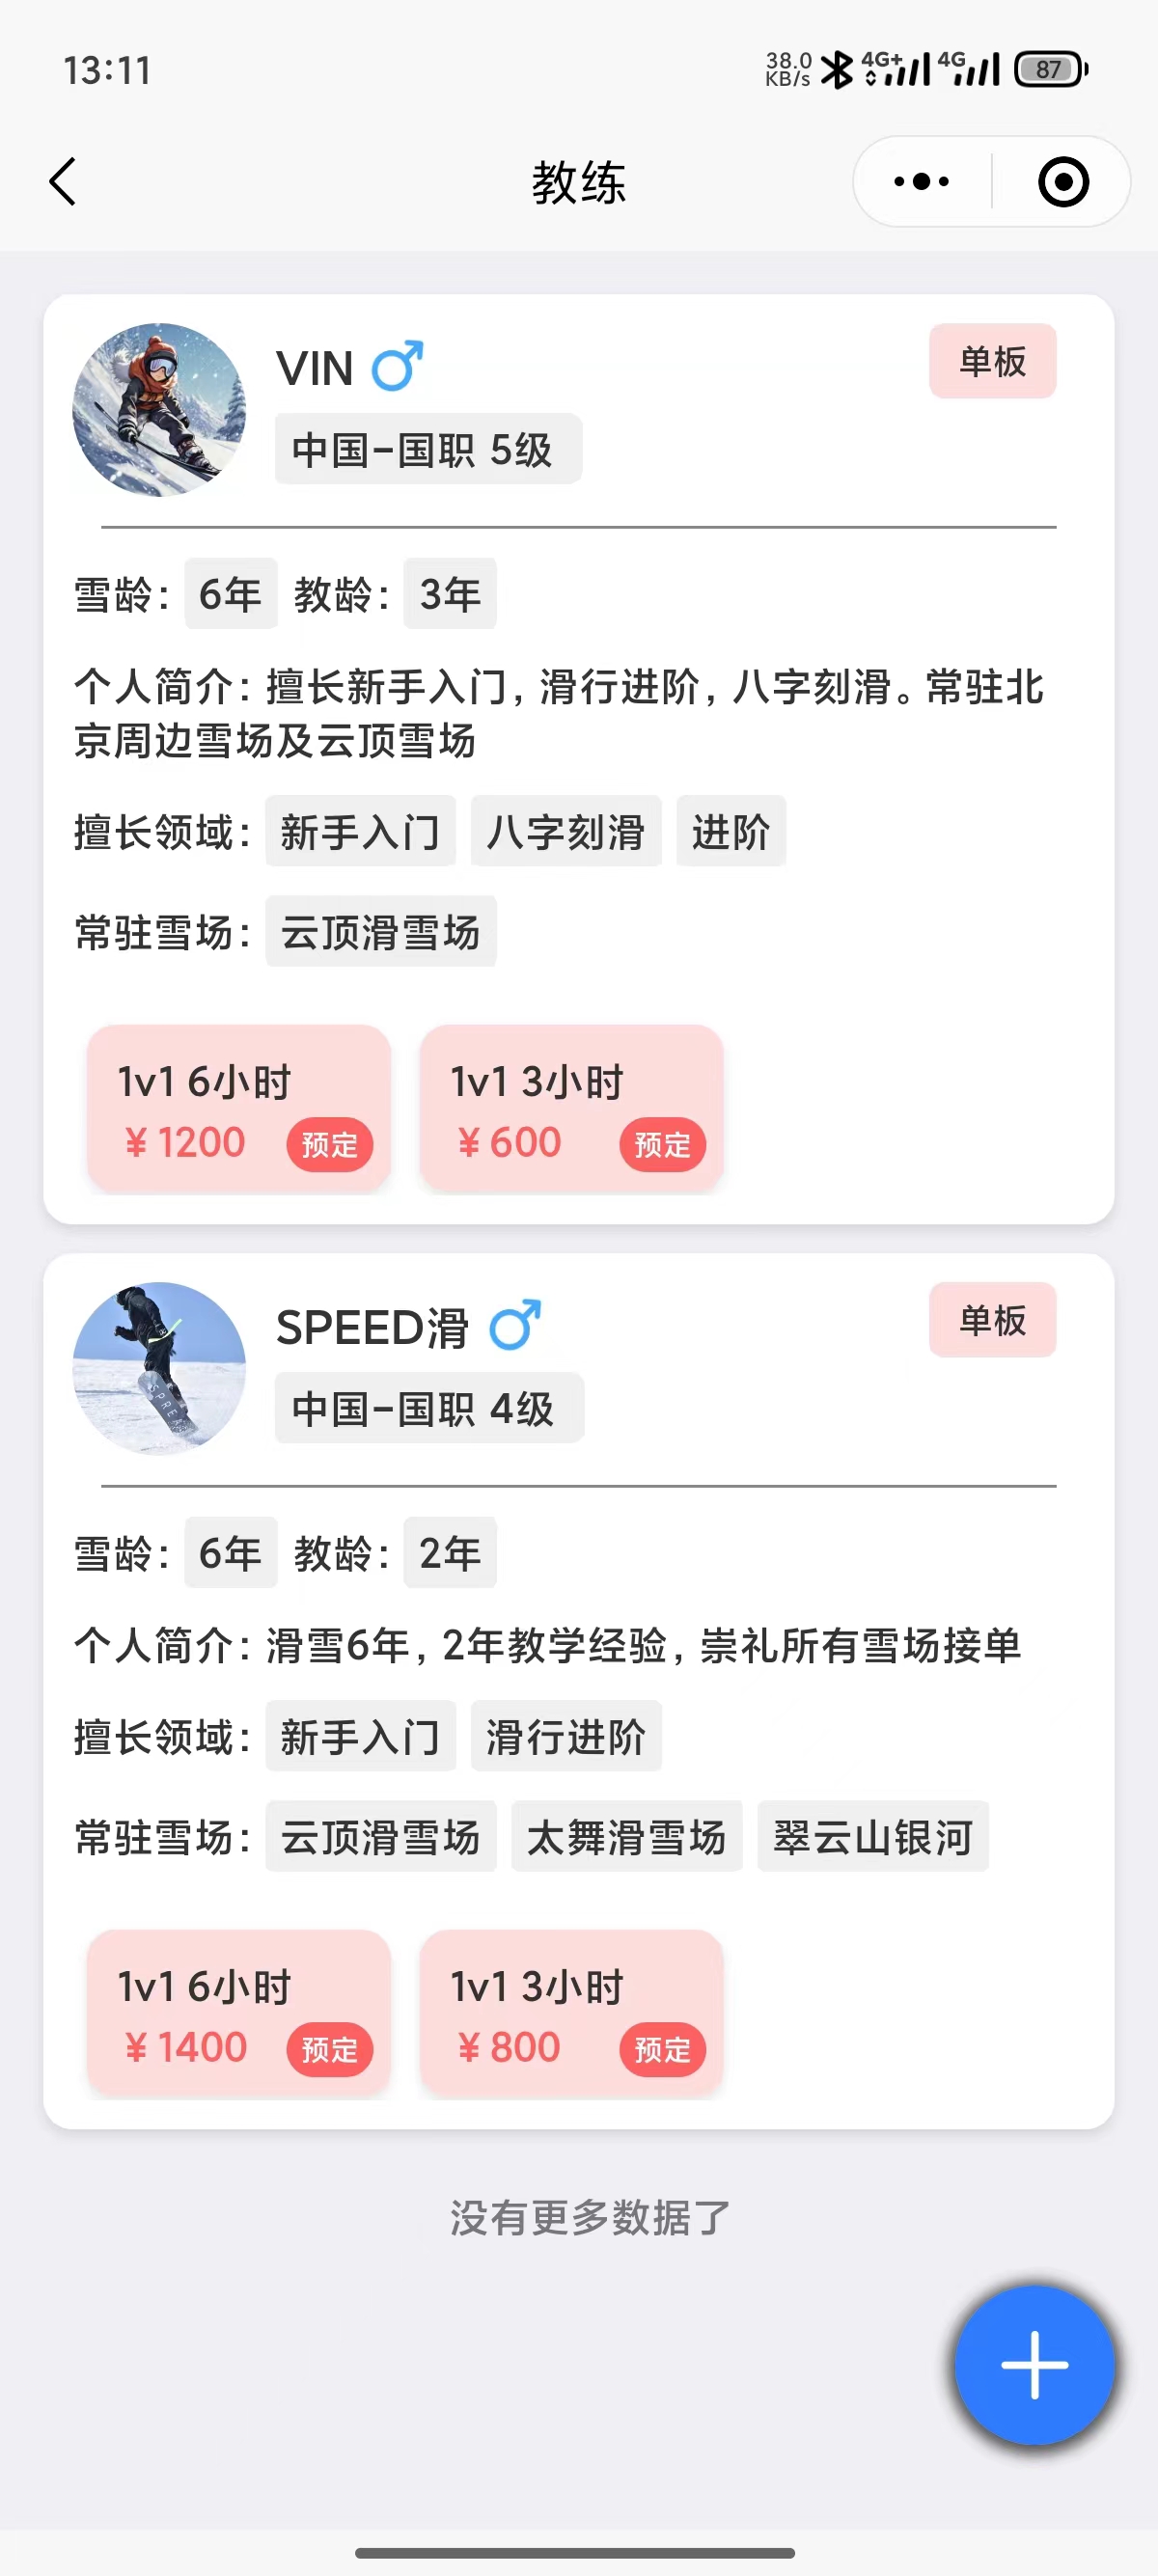 13:11
38.0
KB/s
4G+
4G
87
教练
VIN
单板
中国-国职 5级
雪龄: 6年 教龄: 3年
个人简介: 擅长新手入门, 滑行进阶, 八字刻滑。常驻北
京周边雪场及云顶雪场
擅长领域: 新手入门 八字刻滑 进阶
常驻雪场: 云顶滑雪场
1v1 6小时
¥ 1200 预定
1v1 3小时
¥ 600 预定
SPEED滑
单板
中国-国职 4级
雪龄: 6年 教龄: 2年
个人简介: 滑雪6年, 2年教学经验, 崇礼所有雪场接单
擅长领域: 新手入门 滑行进阶
常驻雪场: 云顶滑雪场 太舞滑雪场 翠云山银河
1v1 6小时
¥ 1400 预定
1v1 3小时
¥ 800 预定
没有更多数据了